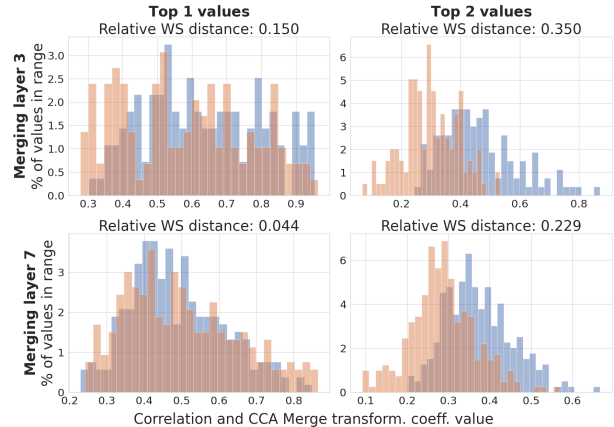 Top 1 values
Relative WS distance: 0.150
Top 2 values
Relative WS distance: 0.350
Merging layer 3
% of values in range
3.0
2.5
2.0
1.5
1.0
0.5
0.0
0.3 0.4 0.5 0.6 0.7 0.8 0.9
6
5
4
3
2
1
0
0.2 0.4 0.6 0.8
Relative WS distance: 0.044
Relative WS distance: 0.229
Merging layer 7
% of values in range
3
2
1
0
0.2 0.3 0.4 0.5 0.6 0.7 0.8
6
4
2
0
0.1 0.2 0.3 0.4 0.5 0.6
Correlation and CCA Merge transform. coeff. value